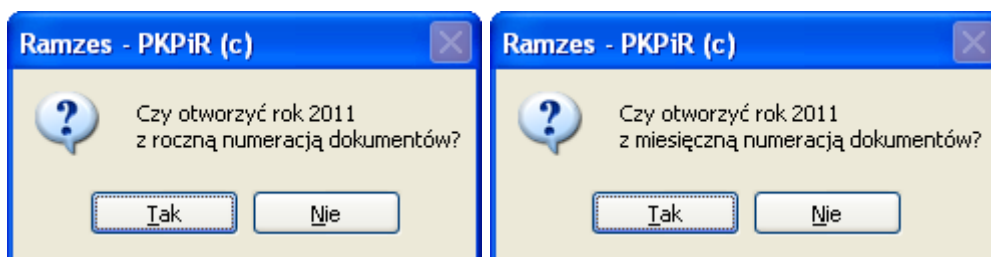 Ramzes - PKPiR (c)
Czy otworzyć rok 2011
z roczną numeracją dokumentów?
Tak
Nie
Ramzes - PKPiR (c)
Czy otworzyć rok 2011
z miesięczną numeracją dokumentów?
Tak
Nie